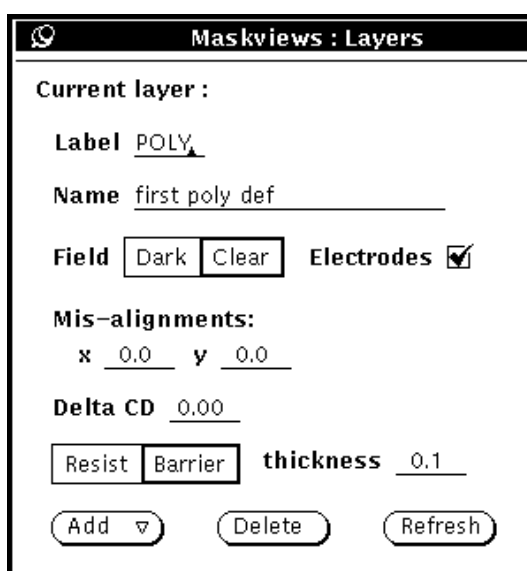 Maskviews : Layers
Current layer :
Label POLY
Name first poly def
Field Dark Clear Electrodes
Mis-alignments:
x 0.0 y 0.0
Delta CD 0.00
Resist Barrier thickness 0.1
Add Delete Refresh